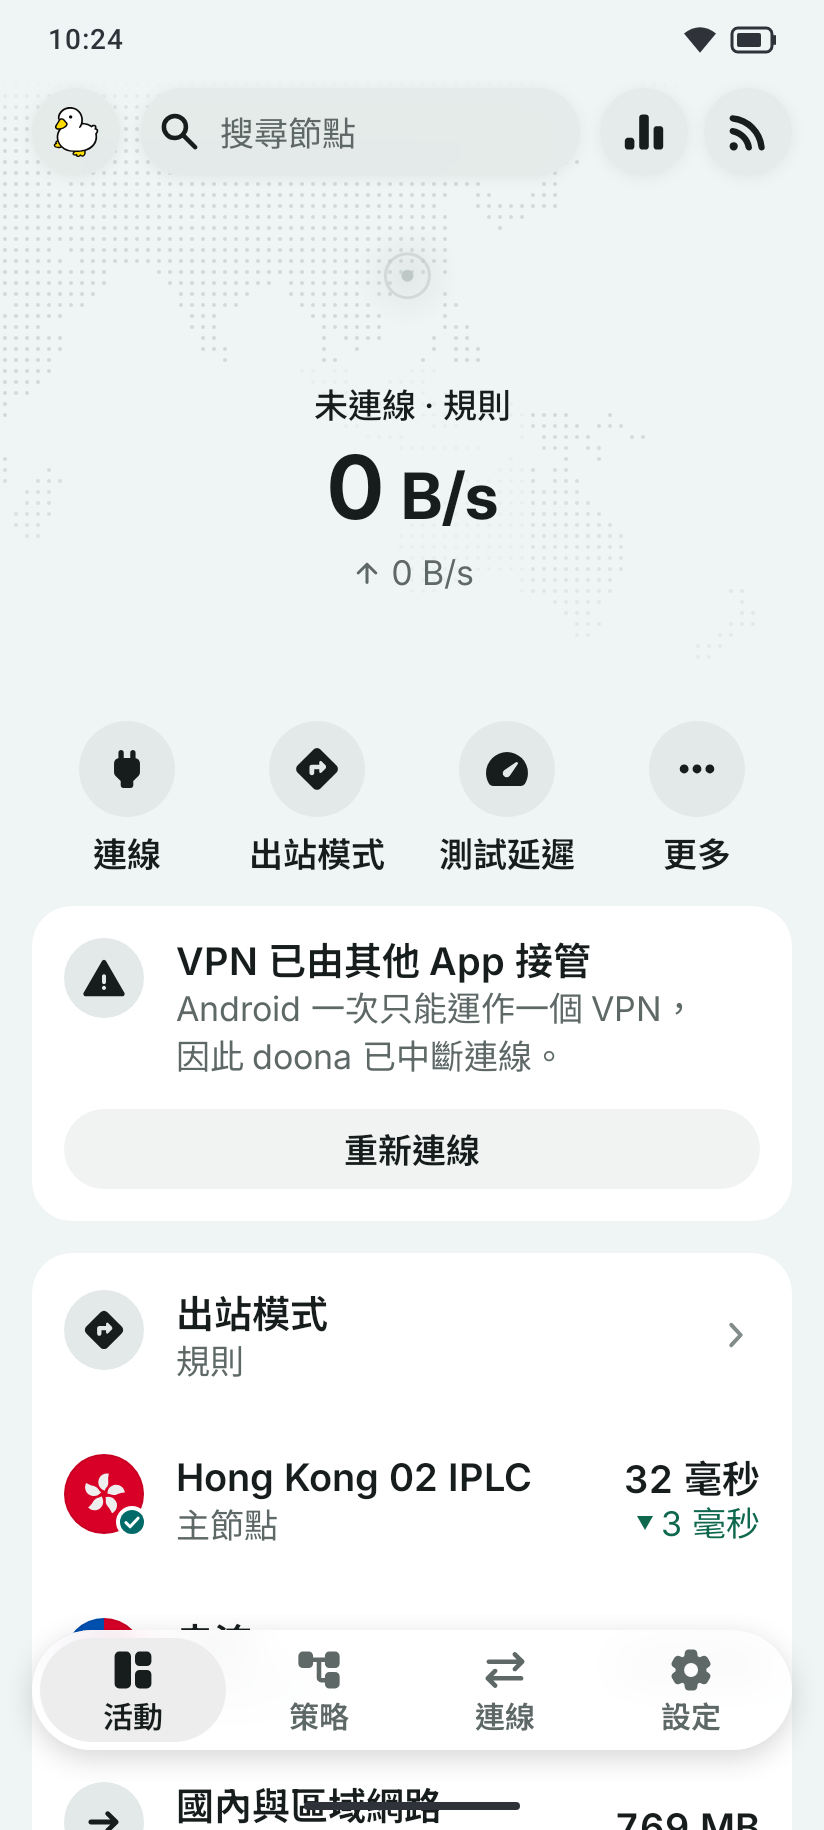 10:24
搜尋節點
未連線 · 規則
0 B/s
↑ 0 B/s
連線
出站模式
測試延遲
更多
VPN 已由其他 App 接管
Android 一次只能運作一個 VPN，
因此 doona 已中斷連線。
重新連線
出站模式
規則
Hong Kong 02 IPLC
32 毫秒
主節點
▼3 毫秒
活動
策略
連線
設定
國內與區域網路
769 MB